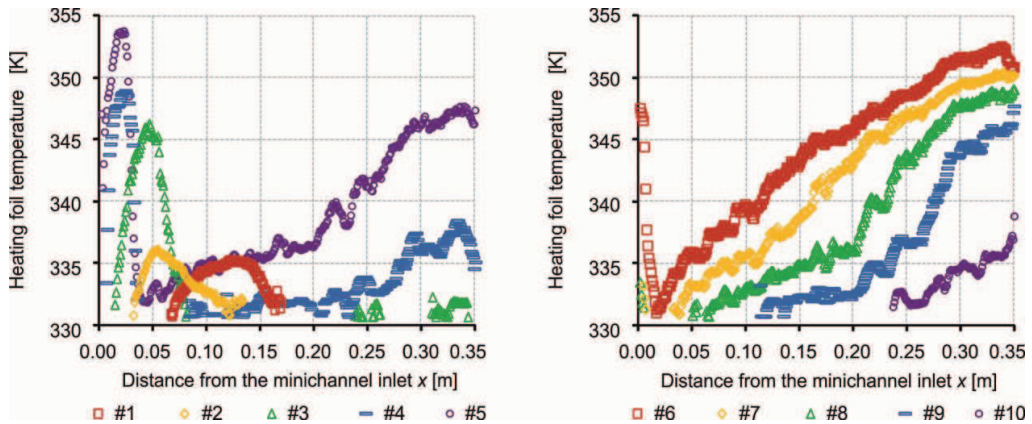 Heating foil temperature [K]
355
350
345
340
335
330
0.00 0.05 0.10 0.15 0.20 0.25 0.30 0.35
Distance from the minichannel inlet x [m]
#1 #2 #3 #4 #5
Heating foil temperature [K]
355
350
345
340
335
330
0.00 0.05 0.10 0.15 0.20 0.25 0.30 0.35
Distance from the minichannel inlet x [m]
#6 #7 #8 #9 #10